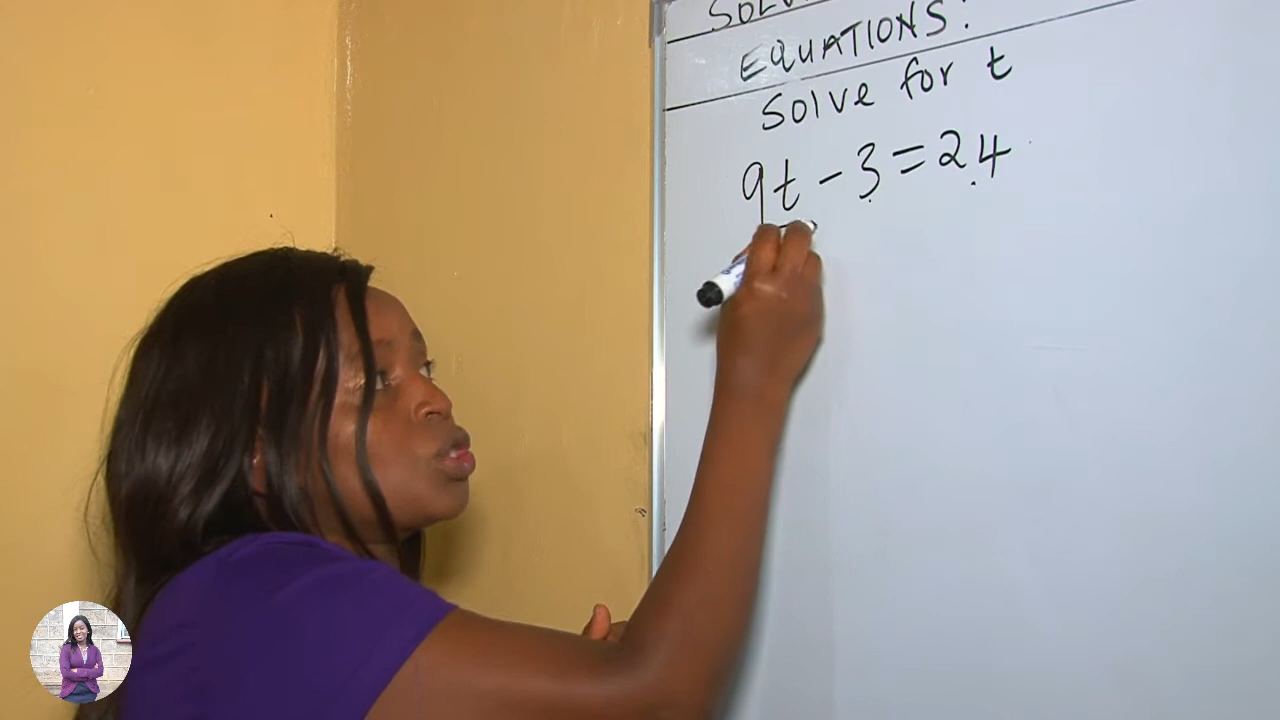 EQUATIONS:
Solve for t
9t - 3 = 24